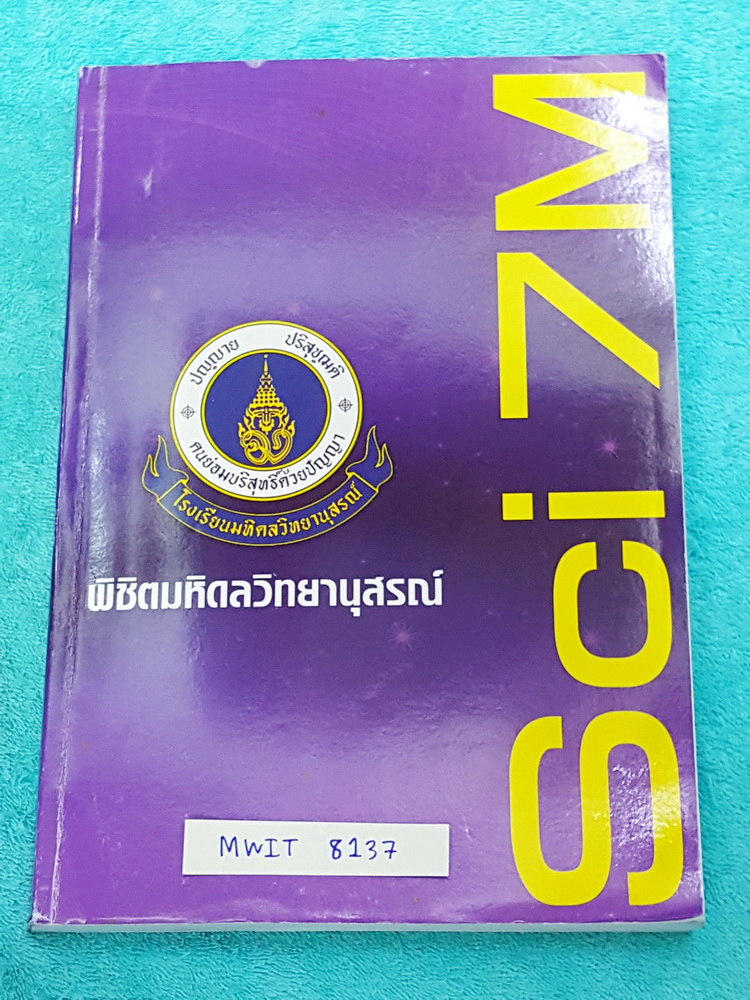 Sci 7M
ปญฺญาย ปริสุชฺฌติ
คนย่อมบริสุทธิ์ด้วยปัญญา
โรงเรียนมหิดลวิทยานุสรณ์
พิชิตมหิดลวิทยานุสรณ์
MWIT 8137